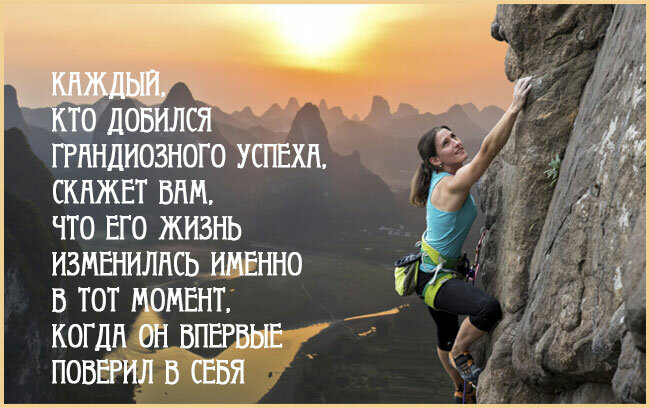 КАЖДЫЙ,
КТО ДОБИЛСЯ
ГРАНДИОЗНОГО УСПЕХА,
СКАЖЕТ ВАМ,
ЧТО ЕГО ЖИЗНЬ
ИЗМЕНИЛАСЬ ИМЕННО
В ТОТ МОМЕНТ,
КОГДА ОН ВПЕРВЫЕ
ПОВЕРИЛ В СЕБЯ